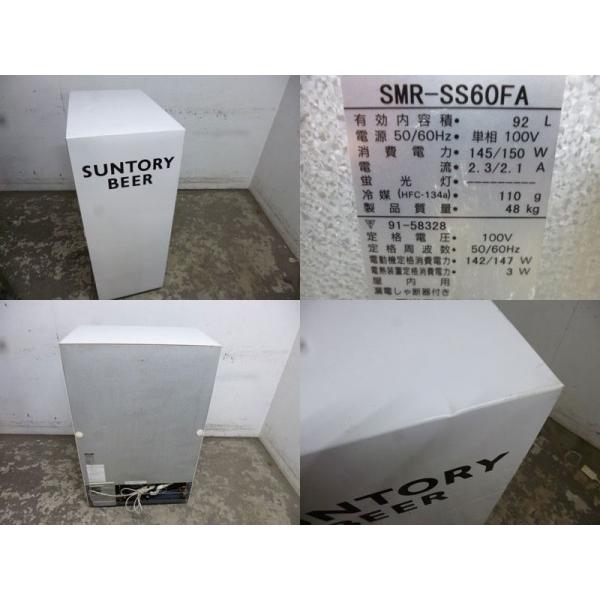 SUNTORY
BEER
SMR-SS60FA
有効内容積・ 92 L
電源 50/60Hz・ 単相 100V
消費電力・ 145/150 W
電流・ 2.3/2.1 A
蛍光灯・ ----------
冷媒(HFC-134a)・ 110 g
製品質量・ 48 kg
91-58328
定格電圧・ 100V
定格周波数・ 50/60Hz
電動機定格消費電力・ 142/147 W
電熱装置定格消費電力・ 3 W
屋内用
漏電しゃ断器付き
UNTORY
BEER